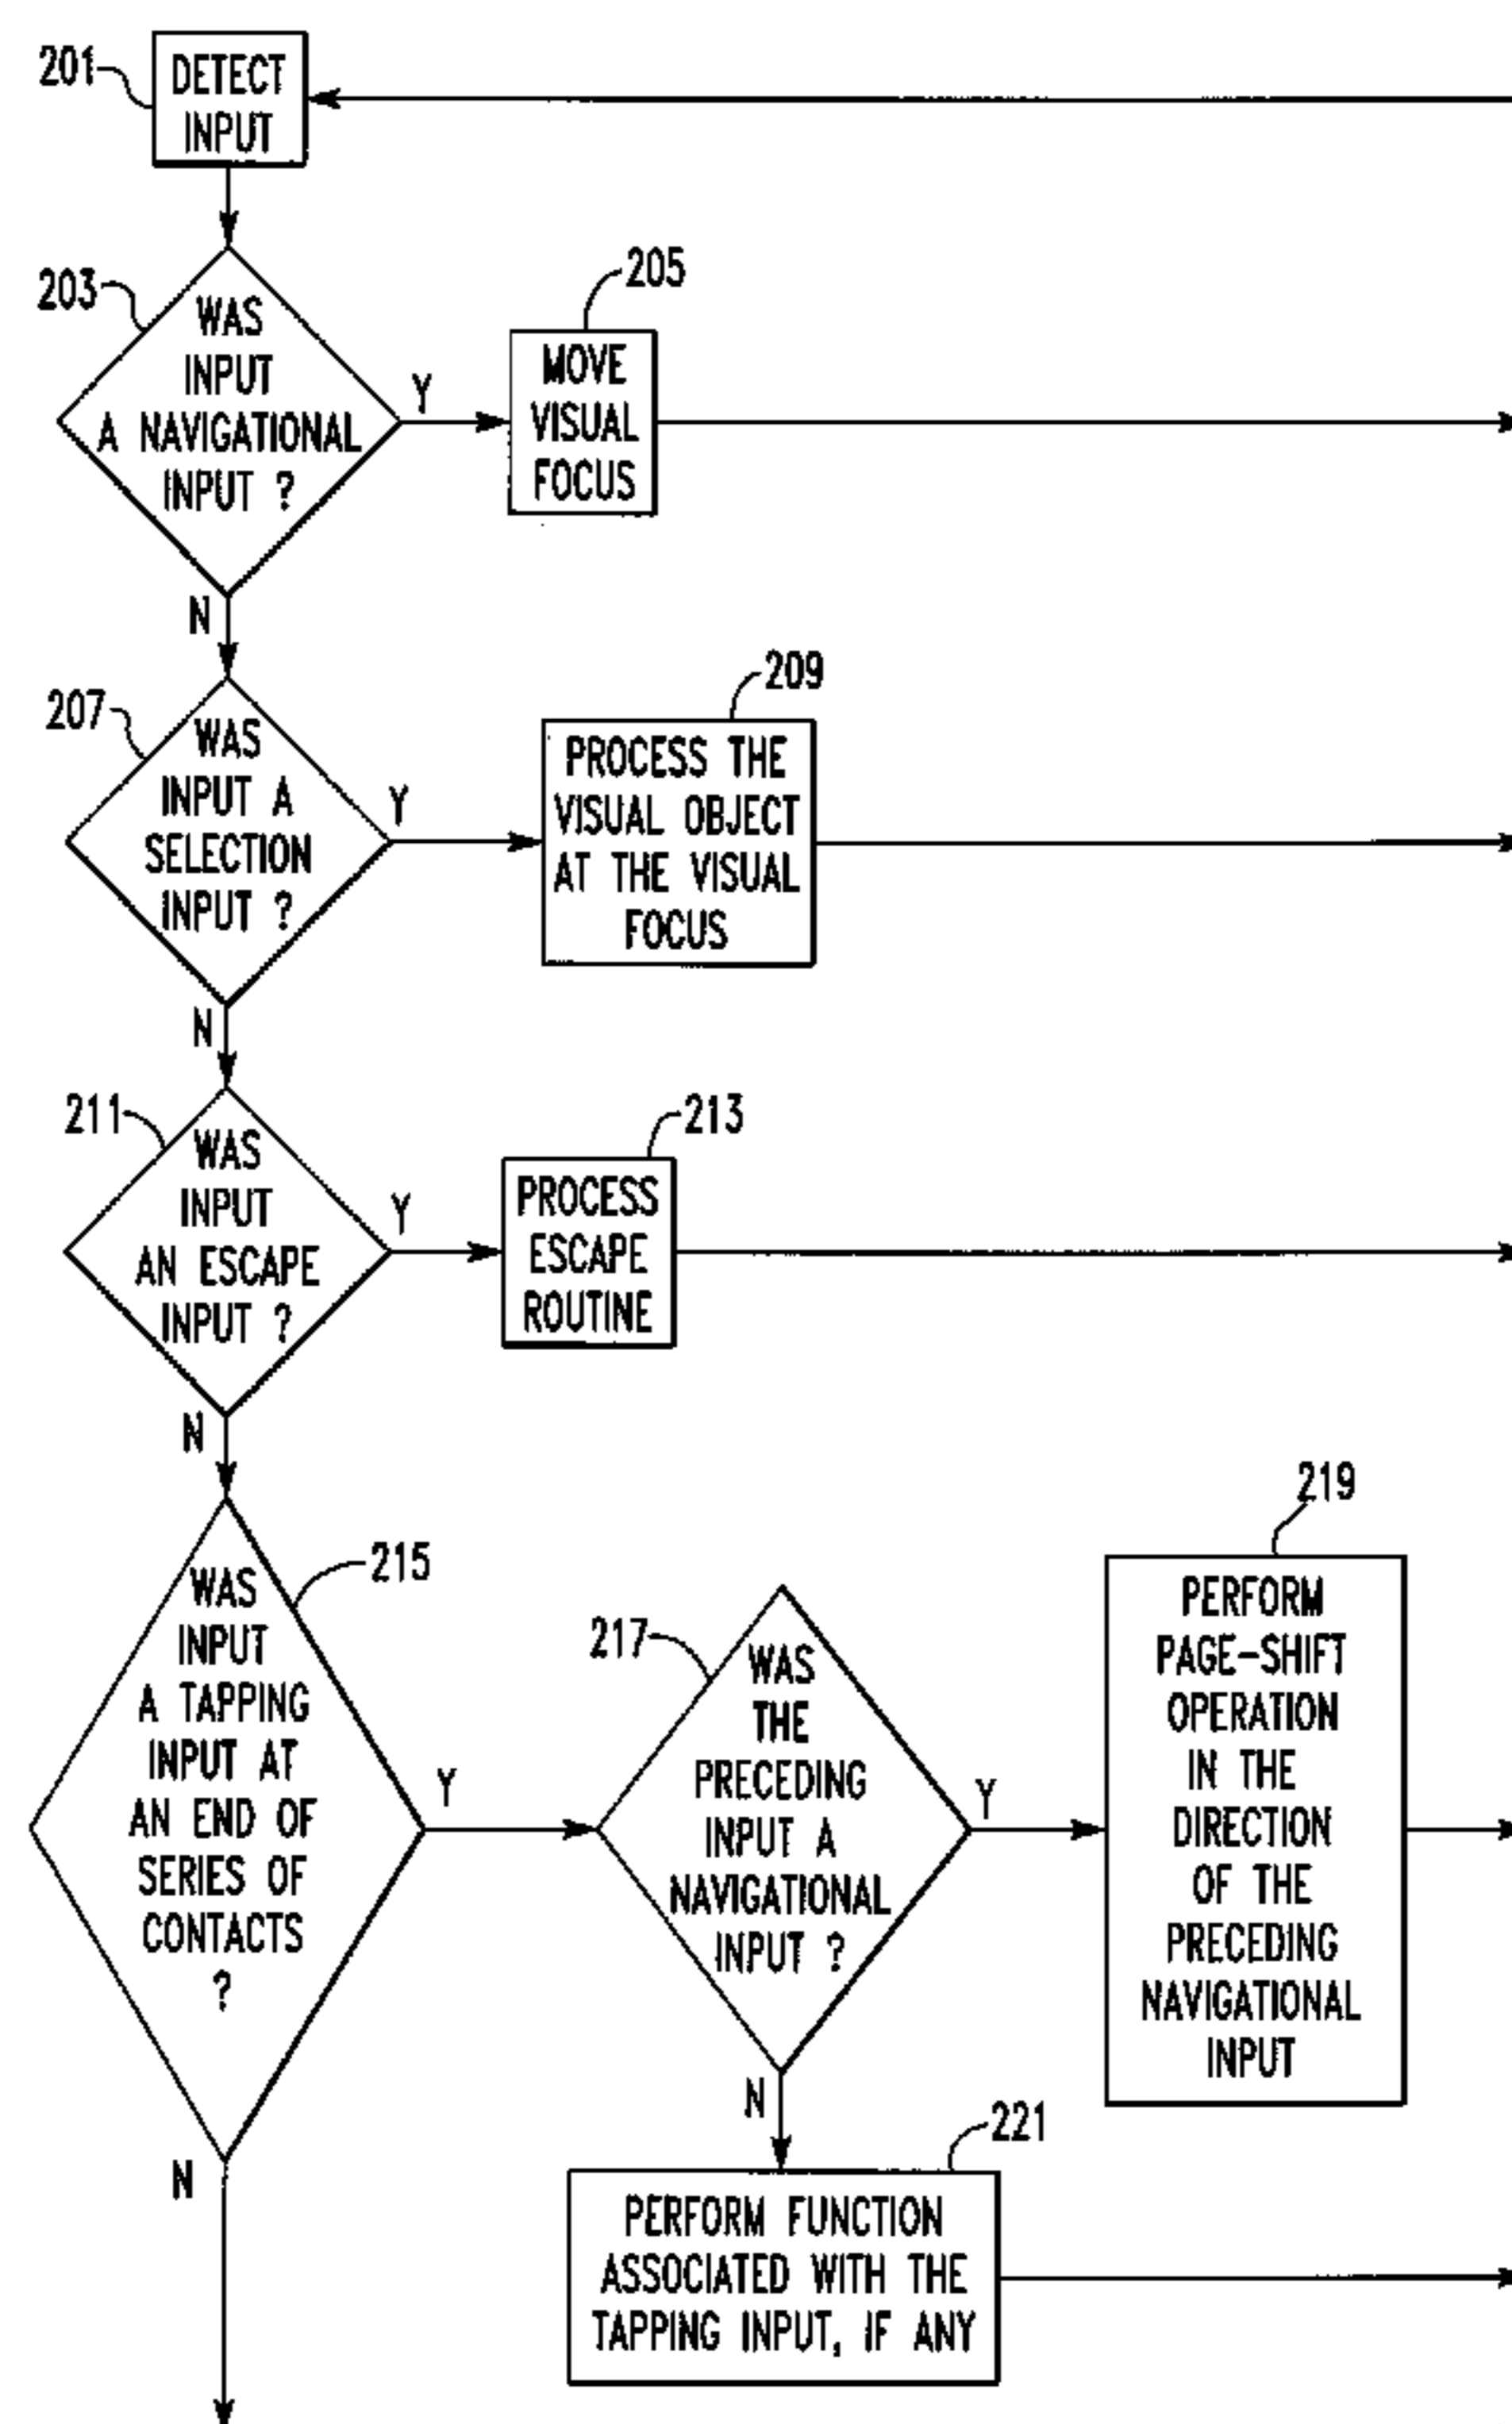 201
DETECT
INPUT
203
WAS
INPUT
A NAVIGATIONAL
INPUT ?
Y
N
205
MOVE
VISUAL
FOCUS
207
WAS
INPUT A
SELECTION
INPUT ?
Y
N
209
PROCESS THE
VISUAL OBJECT
AT THE VISUAL
FOCUS
211
WAS
INPUT
AN ESCAPE
INPUT ?
Y
N
213
PROCESS
ESCAPE
ROUTINE
215
WAS
INPUT
A TAPPING
INPUT AT
AN END OF
SERIES OF
CONTACTS
?
Y
N
217
WAS
THE
PRECEDING
INPUT A
NAVIGATIONAL
INPUT ?
Y
N
219
PERFORM
PAGE-SHIFT
OPERATION
IN THE
DIRECTION
OF THE
PRECEDING
NAVIGATIONAL
INPUT
221
PERFORM FUNCTION
ASSOCIATED WITH THE
TAPPING INPUT, IF ANY